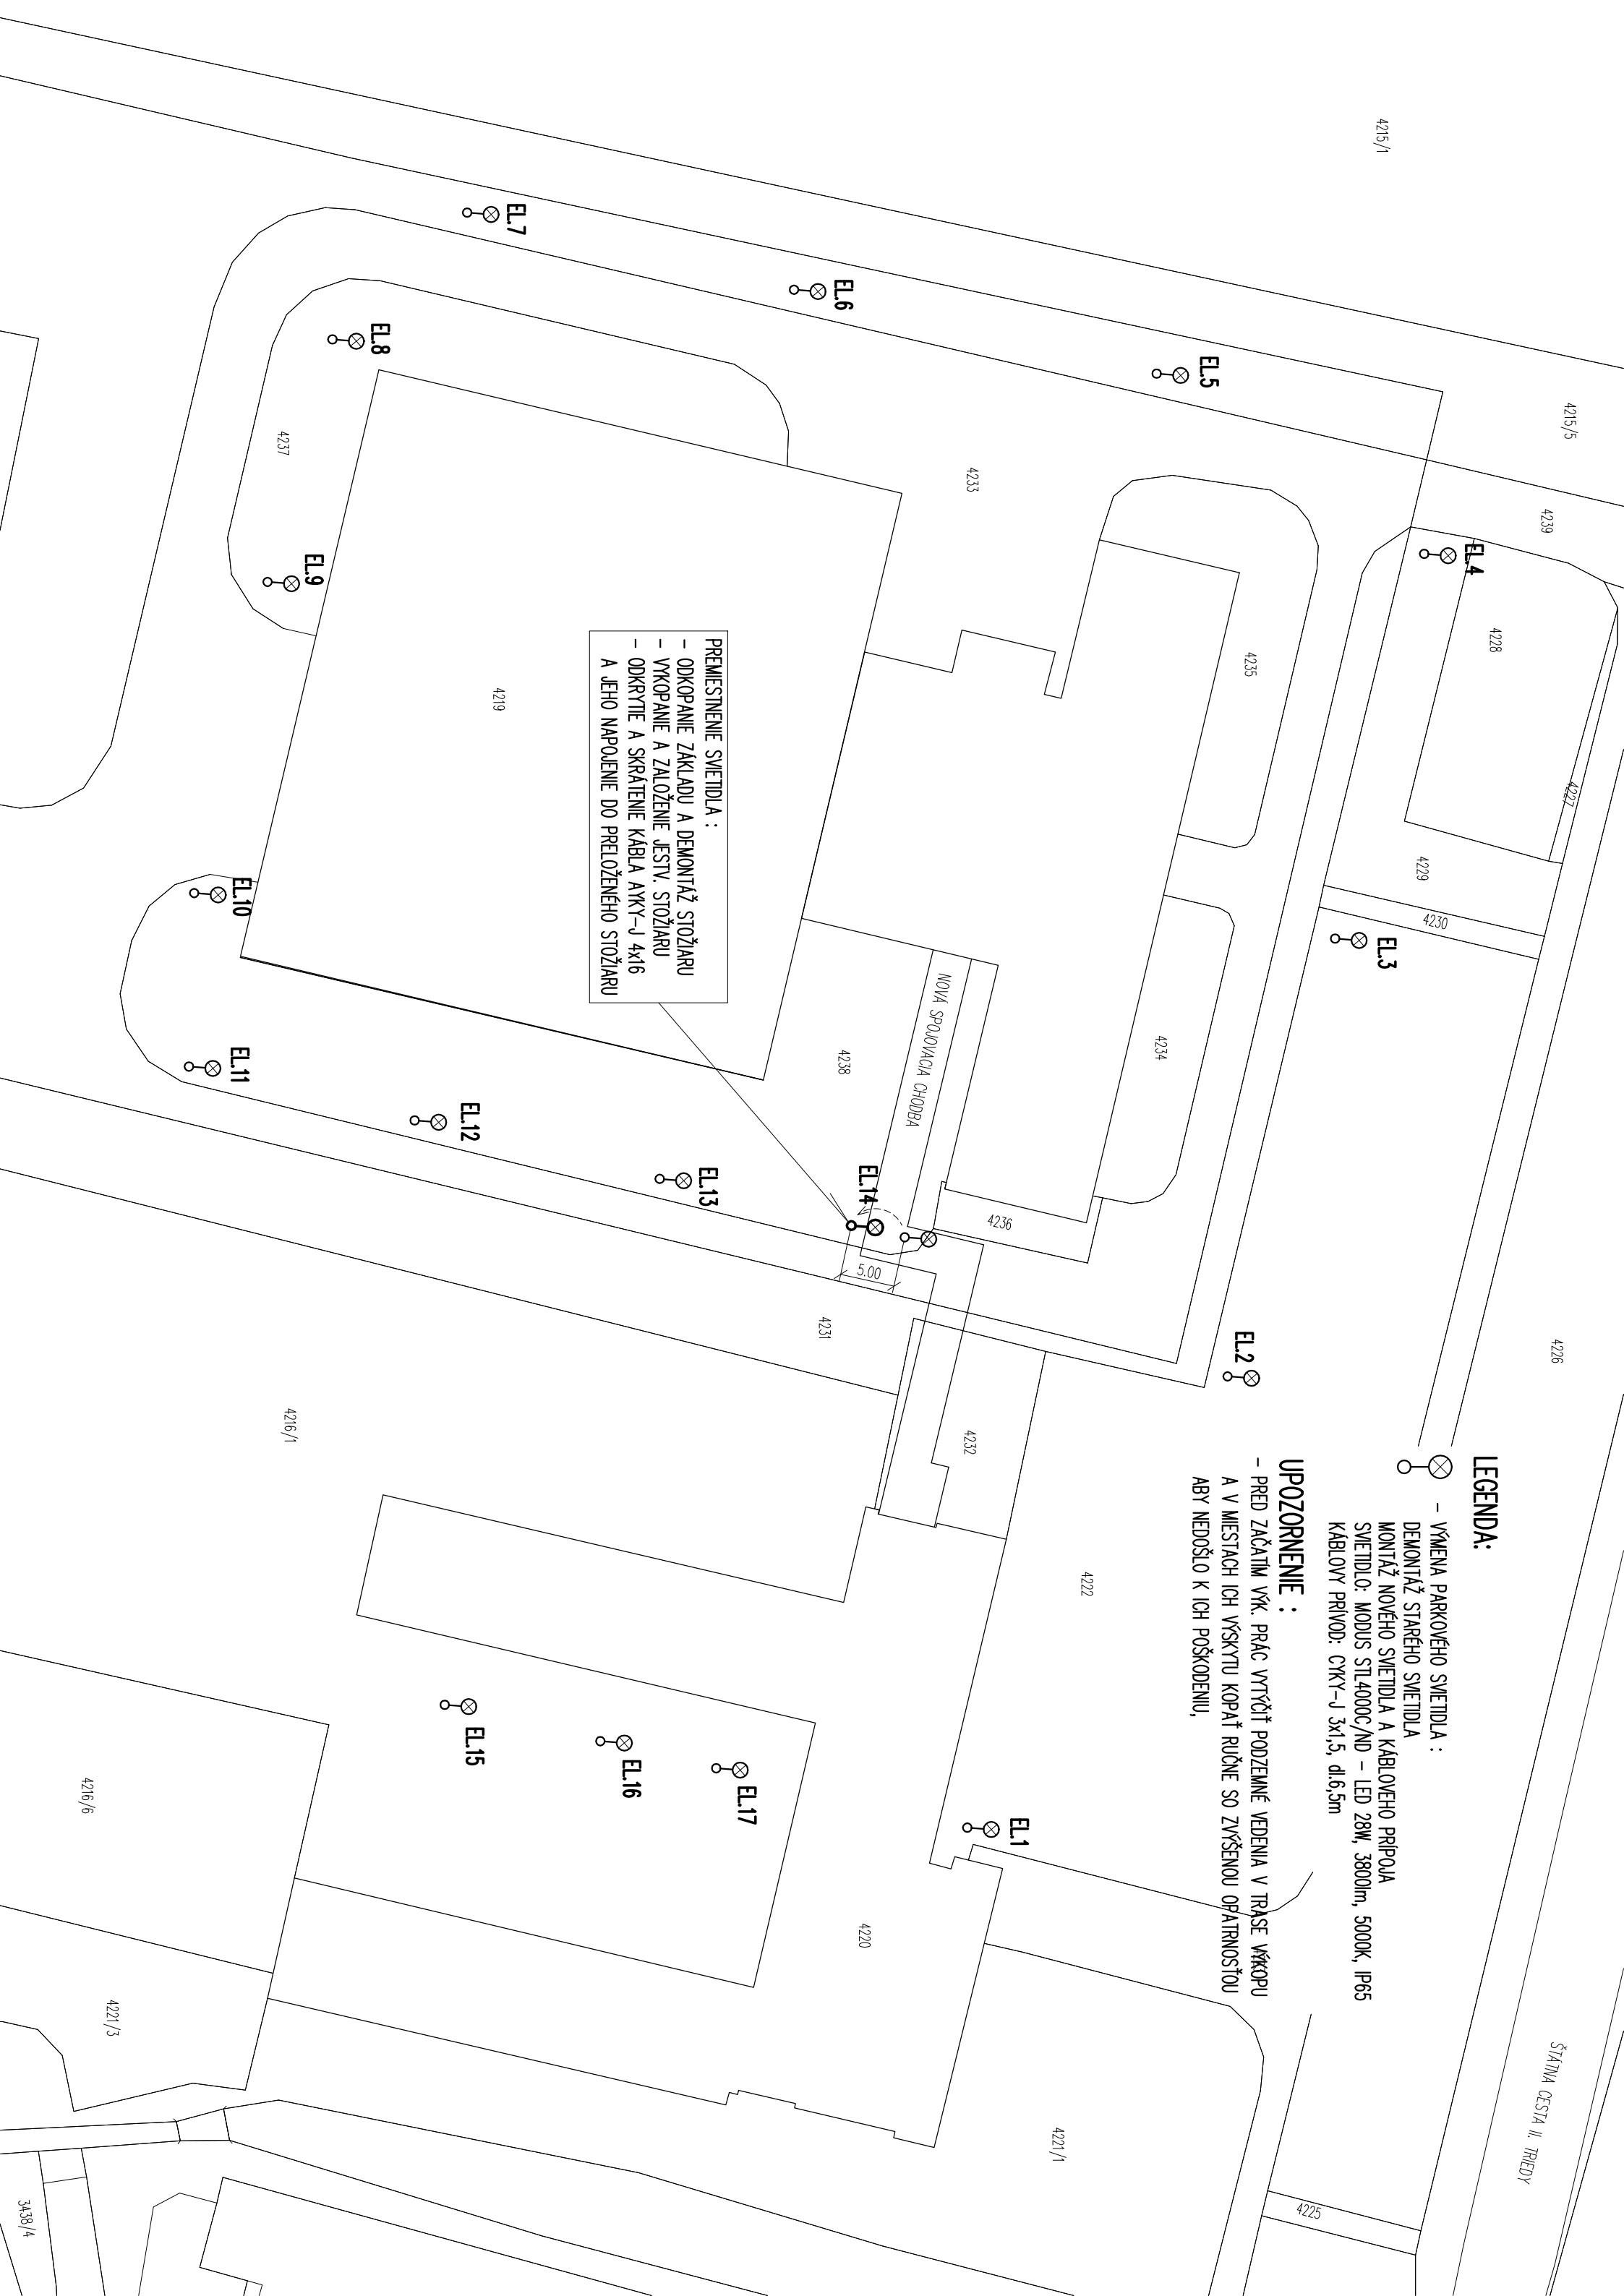 LEGENDA:
- VÝMENA PARKOVÉHO SVIETIDLA :
DEMONTÁŽ STARÉHO SVIETIDLA
MONTÁŽ NOVÉHO SVIETIDLA A KÁBLOVÉHO PRÍPOJA
SVIETIDLO: MODUS STL4000C/ND - LED 28W, 3800lm, 5000K, IP65
KÁBLOVY PRÍVOD: CYKY-J 3x1,5, dl.6,5m
UPOZORNENIE :
- PRED ZAČATÍM VÝK. PRÁC VYTÝČIŤ PODZEMNÉ VEDENIA V TRASE VÝKOPU
A V MIESTACH ICH VÝSKYTU KOPAŤ RUČNE SO ZVÝŠENOU OPATRNOSŤOU
ABY NEDOŠLO K ICH POŠKODENIU,
PREMIESTNENIE SVIETIDLA :
- ODKOPANIE ZÁKLADU A DEMONTÁŽ STOŽIARU
- VYKOPANIE A ZALOŽENIE JESTV. STOŽIARU
- ODKRYTIE A SKRÁTENIE KÁBLA AYKY-J 4x16
A JEHO NAPOJENIE DO PRELOŽENÉHO STOŽIARU
NOVÁ SPOJOVACIA CHODBA
ŠTÁTNA CESTA II. TRIEDY
5.00
EL.1
EL.2
EL.3
EL.4
EL.5
EL.6
EL.7
EL.8
EL.9
EL.10
EL.11
EL.12
EL.13
EL.14
EL.15
EL.16
EL.17
4215/1
4215/5
4239
4228
4227
4229
4230
4226
4233
4235
4234
4237
4219
4238
4236
4231
4232
4222
4216/1
4216/6
4220
4221/3
4221/1
4225
3438/4